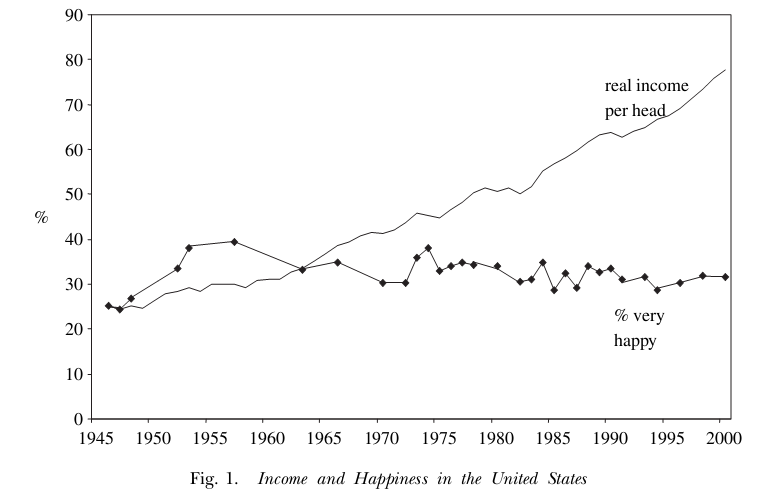 90
80
real income
70
per head
60
50
%
40
30
% very
20
happy
10
0
1945 1950 1955 1960 1965 1970 1975 1980 1985 1990 1995 2000
Fig. 1. Income and Happiness in the United States